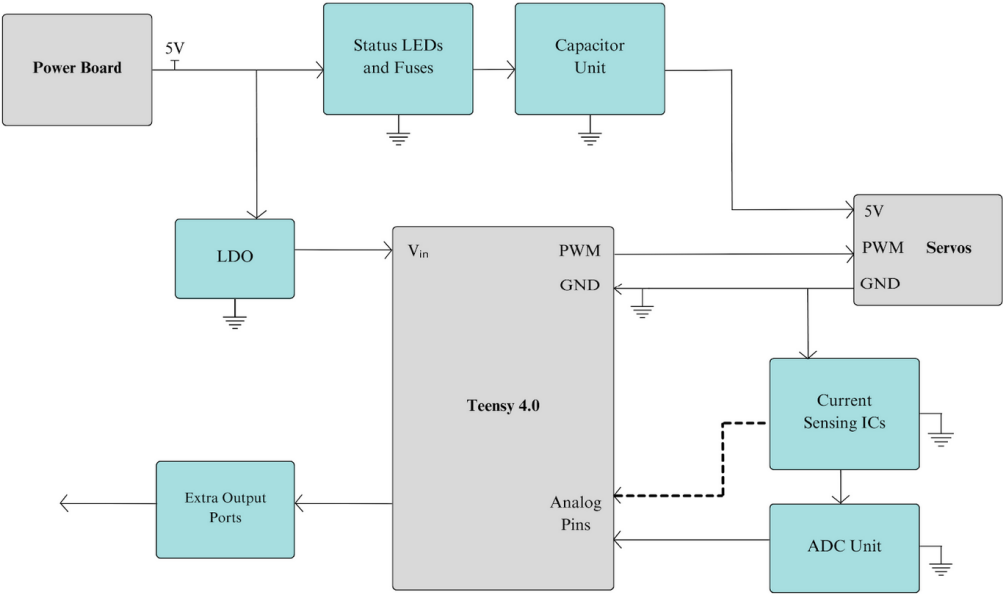 Power Board
5V
Status LEDs
and Fuses
Capacitor
Unit
LDO
Vin
PWM
GND
Teensy 4.0
Analog
Pins
5V
PWM
GND
Servos
Current
Sensing ICs
ADC Unit
Extra Output
Ports